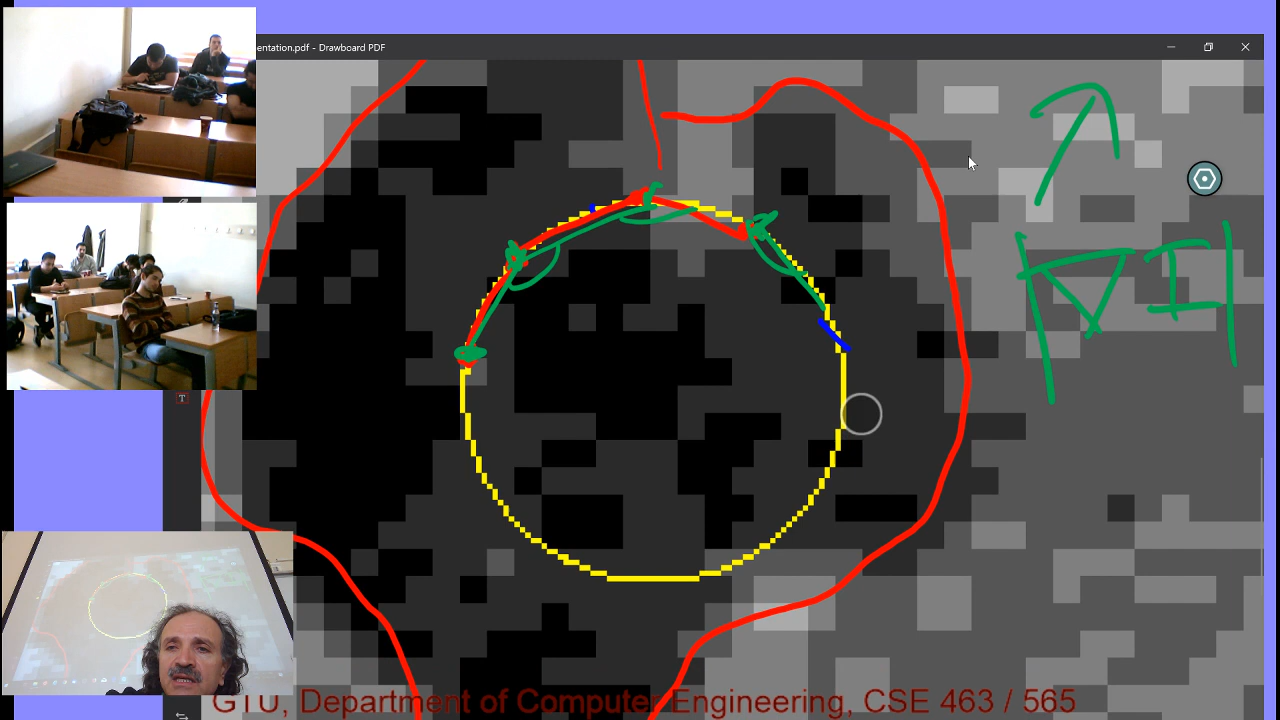 entation.pdf - Drawboard PDF
|∇I|
T
GTU, Department of Computer Engineering, CSE 463 / 565